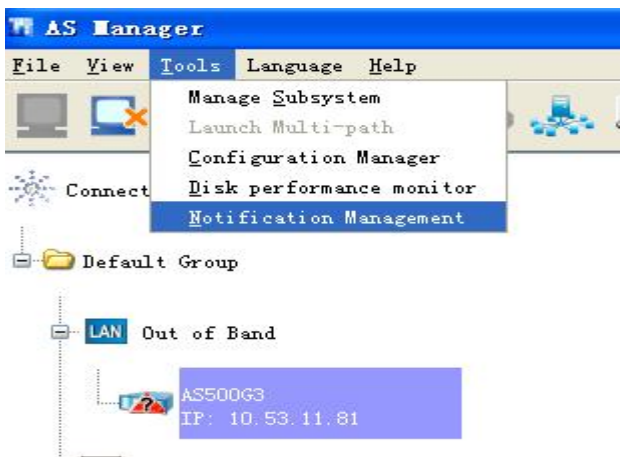 AS Manager
File View Tools Language Help
Manage Subsystem
Launch Multi-path
Configuration Manager
Connect
Disk performance monitor
Notification Management
Default Group
LAN Out of Band
AS500G3
IP: 10.53.11.81